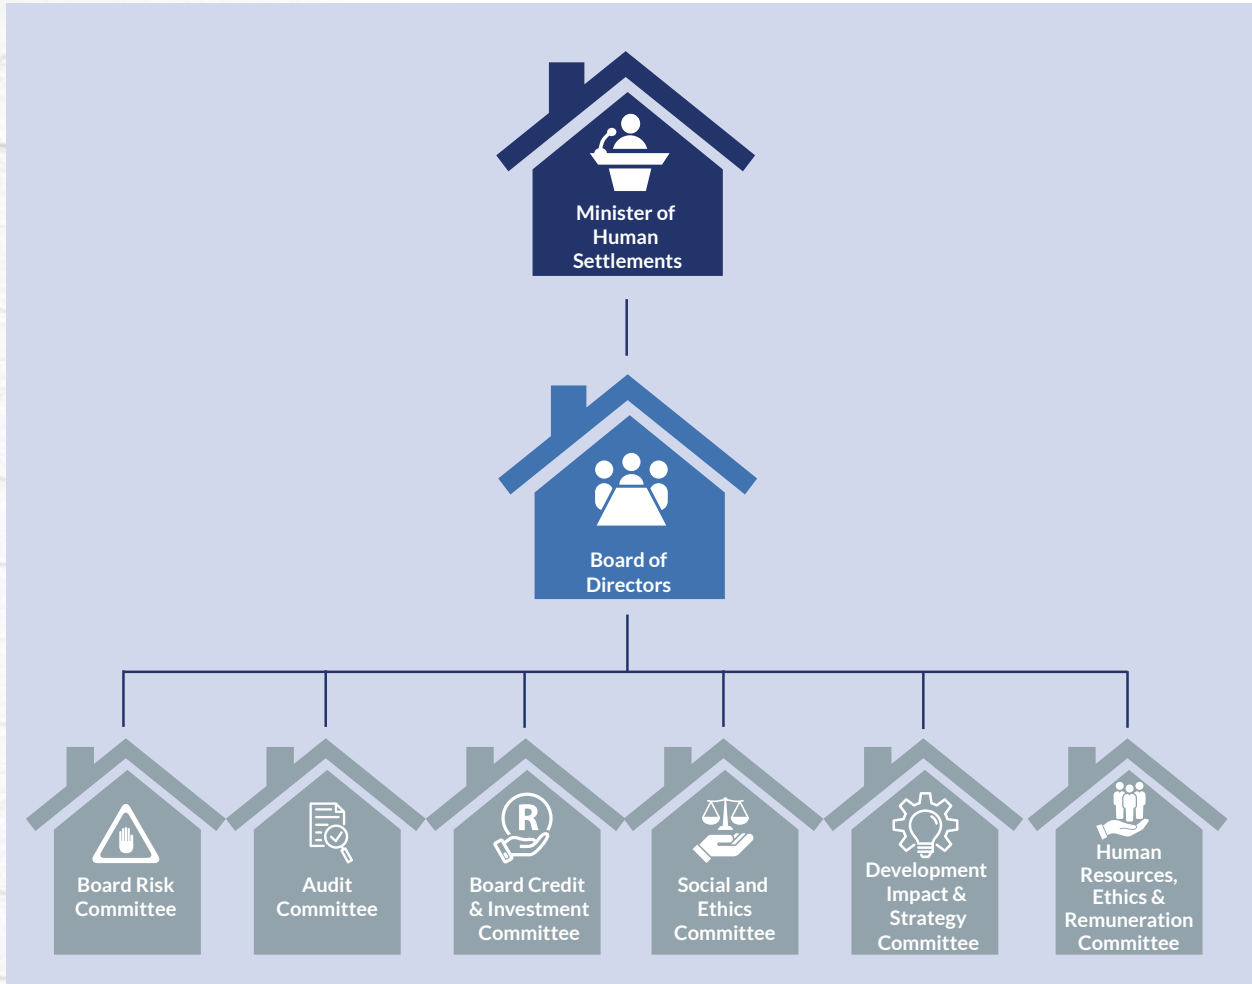 Minister of
Human
Settlements
Board of
Directors
Board Risk
Committee
Audit
Committee
R
Board Credit
& Investment
Committee
Social and
Ethics
Committee
Development
Impact &
Strategy
Committee
Human
Resources,
Ethics &
Remuneration
Committee